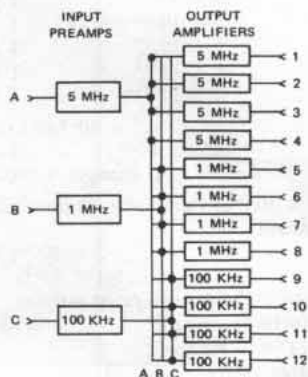 INPUT
PREAMPS
OUTPUT
AMPLIFIERS
5 MHz
1
5 MHz
2
A
5 MHz
5 MHz
3
5 MHz
4
1 MHz
5
1 MHz
6
B
1 MHz
1 MHz
7
1 MHz
8
100 KHz
9
100 KHz
10
C
100 KHz
100 KHz
11
100 KHz
12
A B C